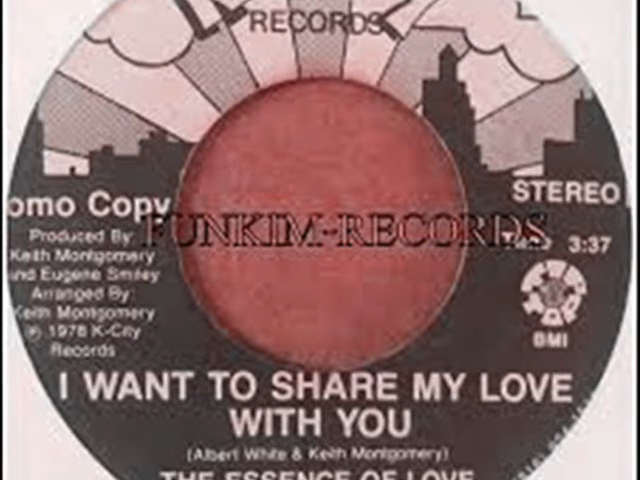 RECORDS
omo Copy
STEREO
FUNKIM-RECORDS
Produced By
Keith Montgomery
and Eugene Smiley
Arranged By:
Keith Montgomery
℗ 1978 K-City
Records
Time 3:37
BMI
I WANT TO SHARE MY LOVE
WITH YOU
(Albert White & Keith Montgomery)
THE ESSENCE OF LOVE